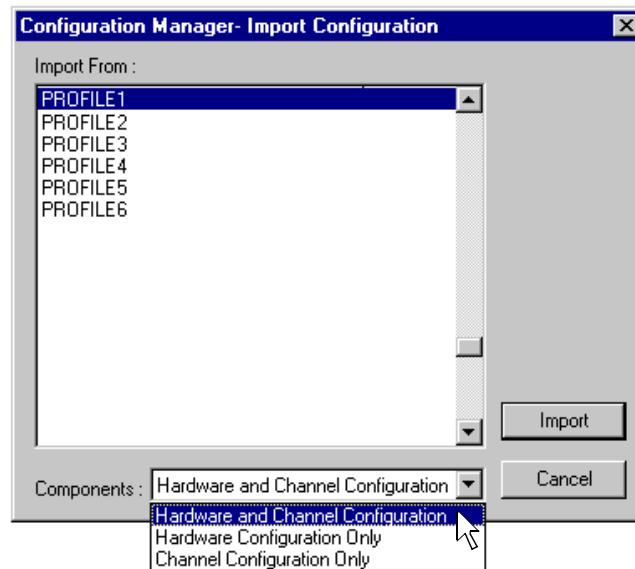 Configuration Manager- Import Configuration
Import From :
PROFILE1
PROFILE2
PROFILE3
PROFILE4
PROFILE5
PROFILE6
Import
Components : Hardware and Channel Configuration
Cancel
Hardware and Channel Configuration
Hardware Configuration Only
Channel Configuration Only